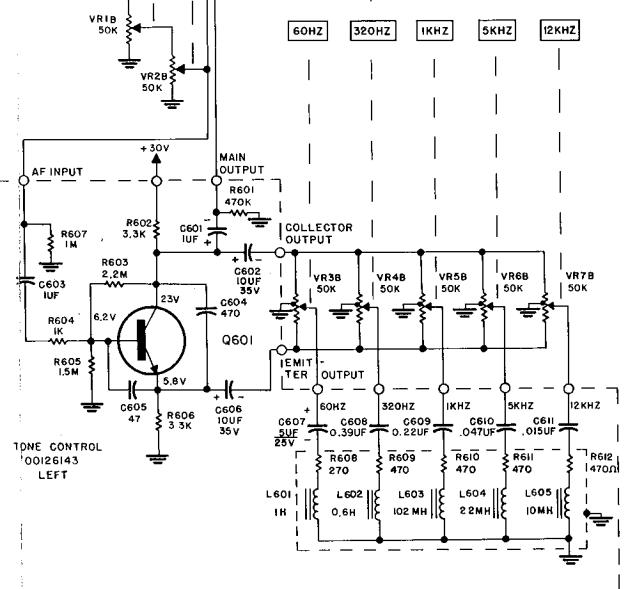 VR1B
50K
VR2B
50K
60HZ
320HZ
1KHZ
5KHZ
12KHZ
AF INPUT
+30V
MAIN
OUTPUT
R601
470K
R607
1M
R602
3.3K
C601
1UF
-
+
COLLECTOR
OUTPUT
R603
2.2M
C603
1UF
+ -
C602
10UF
35V
VR3B
50K
VR4B
50K
VR5B
50K
VR6B
50K
VR7B
50K
23V
C604
470
6.2V
R604
1K
Q601
R605
1.5M
5.8V
EMIT-
TER OUTPUT
C605
47
R606
3.3K
+ -
C606
10UF
35V
+
60HZ
320HZ
1KHZ
5KHZ
12KHZ
C607
5UF
25V
C608
0.39UF
C609
0.22UF
C610
.047UF
C611
.015UF
TONE CONTROL
00126143
LEFT
R608
270
R609
470
R610
470
R611
470
R612
470Ω
L601
1H
L602
0.6H
L603
102MH
L604
22MH
L605
10MH